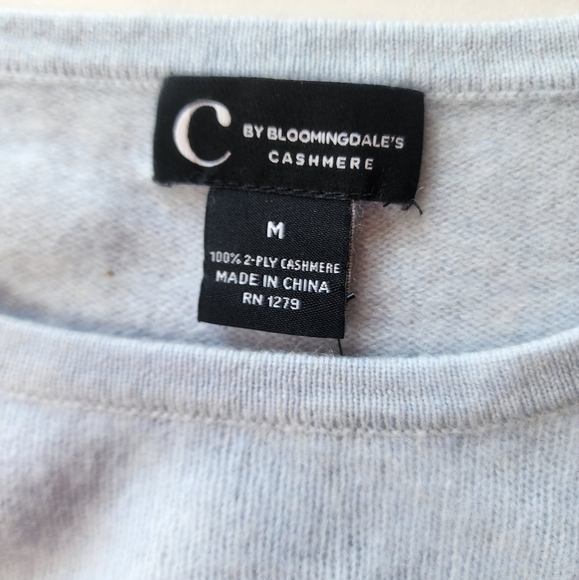 C BY BLOOMINGDALE'S
CASHMERE
M
100% 2-PLY CASHMERE
MADE IN CHINA
RN 1279